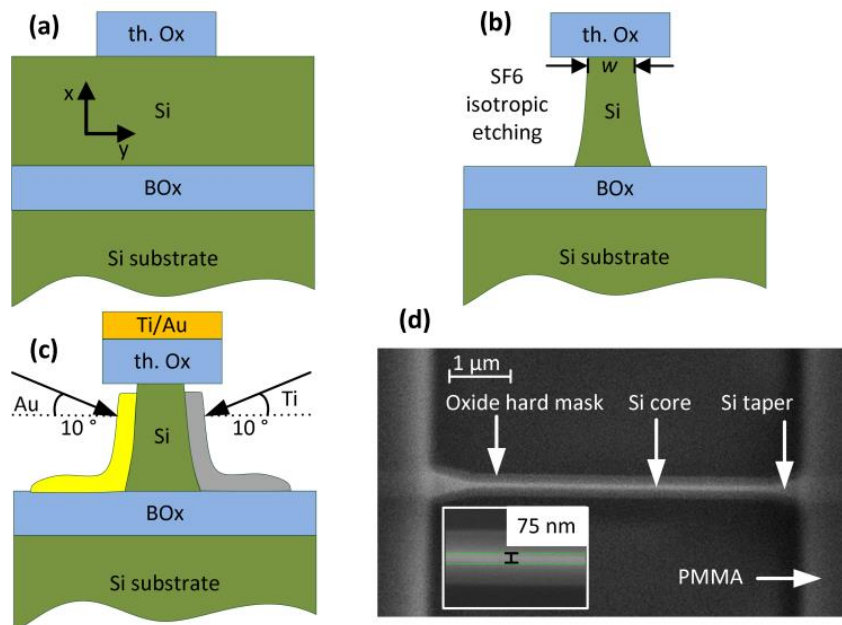 (a)
th. Ox
x
Si
y
BOx
Si substrate
(b)
th. Ox
w
SF6
isotropic
etching
Si
BOx
Si substrate
(c)
Ti/Au
th. Ox
Au
10 °
Si
Ti
10 °
BOx
Si substrate
(d)
1 μm
Oxide hard mask
Si core
Si taper
75 nm
PMMA